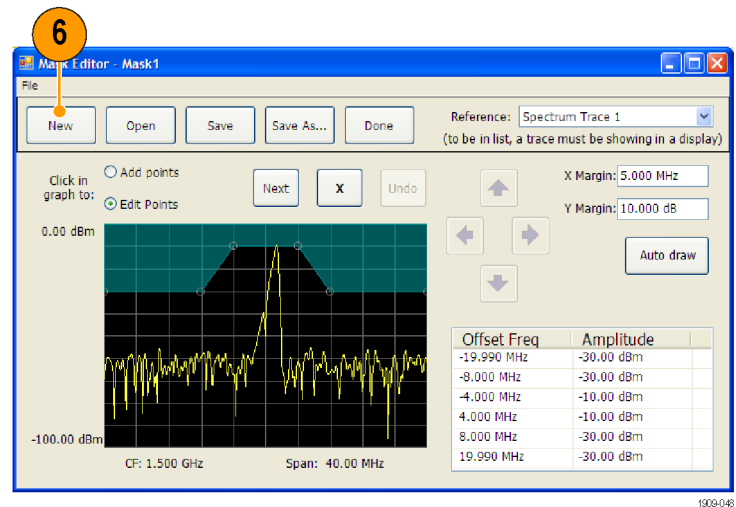 6
Mask Editor - Mask1
File
New
Open
Save
Save As...
Done
Reference: Spectrum Trace 1
(to be in list, a trace must be showing in a display)
Click in
graph to:
Add points
Edit Points
Next
X
Undo
X Margin: 5.000 MHz
Y Margin: 10.000 dB
Auto draw
0.00 dBm
-100.00 dBm
CF: 1.500 GHz Span: 40.00 MHz
Offset Freq Amplitude
-19.990 MHz -30.00 dBm
-8.000 MHz -30.00 dBm
-4.000 MHz -10.00 dBm
4.000 MHz -10.00 dBm
8.000 MHz -30.00 dBm
19.990 MHz -30.00 dBm
1909-048